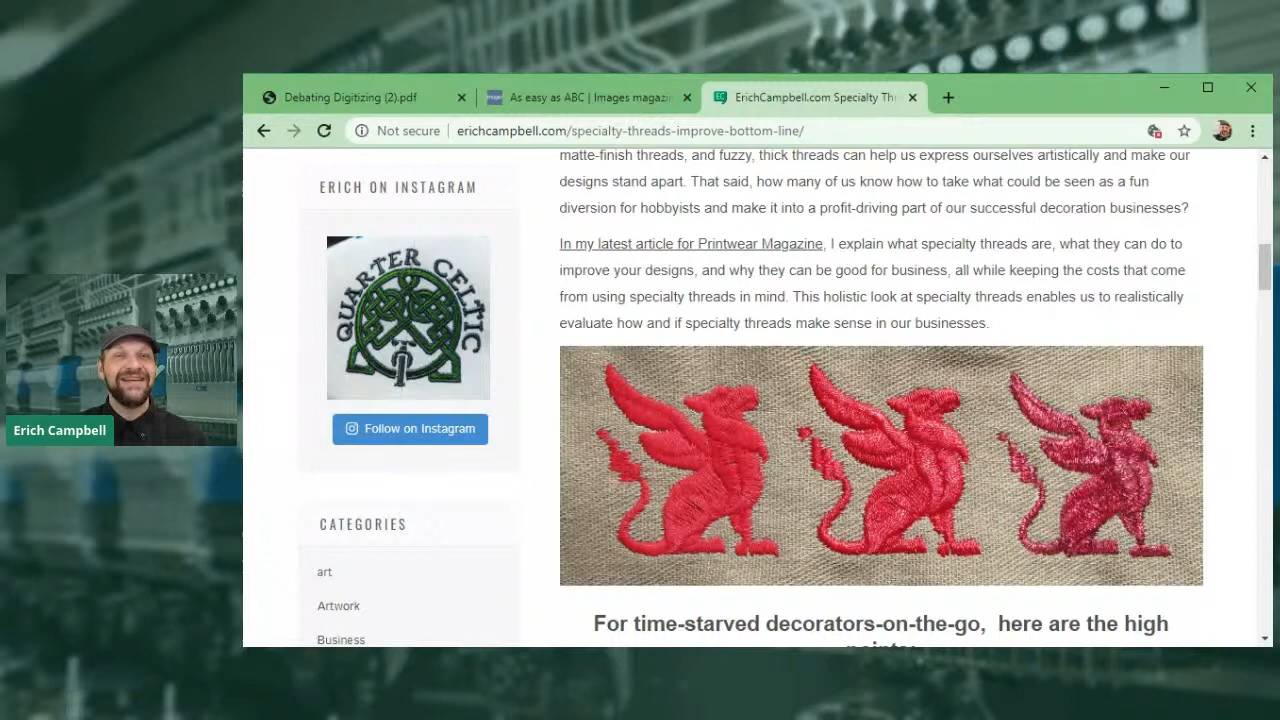 Debating Digitizing (2).pdf
As easy as ABC | Images magazin
ErichCampbell.com Specialty Thr
Not secure
erichcampbell.com/specialty-threads-improve-bottom-line/
Erich Campbell
ERICH ON INSTAGRAM
QUARTER CELTIC
Follow on Instagram
CATEGORIES
art
Artwork
Business
matte-finish threads, and fuzzy, thick threads can help us express ourselves artistically and make our
designs stand apart. That said, how many of us know how to take what could be seen as a fun
diversion for hobbyists and make it into a profit-driving part of our successful decoration businesses?
In my latest article for Printwear Magazine, I explain what specialty threads are, what they can do to
improve your designs, and why they can be good for business, all while keeping the costs that come
from using specialty threads in mind. This holistic look at specialty threads enables us to realistically
evaluate how and if specialty threads make sense in our businesses.
For time-starved decorators-on-the-go, here are the high